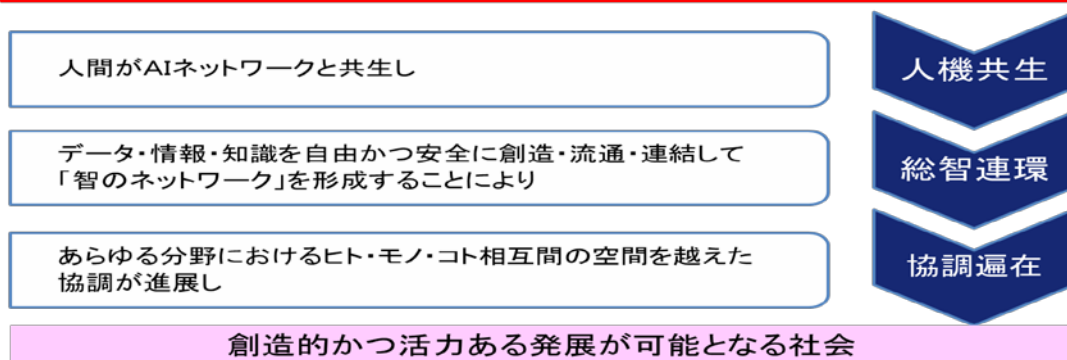 人間がAIネットワークと共生し
人機共生
データ・情報・知識を自由かつ安全に創造・流通・連結して
「智のネットワーク」を形成することにより
総智連環
あらゆる分野におけるヒト・モノ・コト相互間の空間を越えた
協調が進展し
協調遍在
創造的かつ活力ある発展が可能となる社会